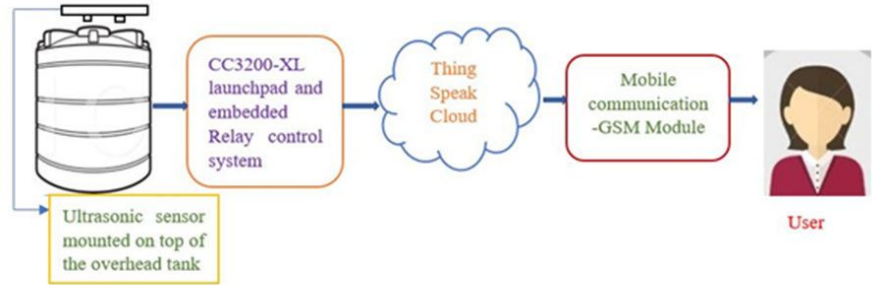 CC3200-XL
launchpad and
embedded
Relay control
system
Thing
Speak
Cloud
Mobile
communication
-GSM Module
User
Ultrasonic sensor
mounted on top of
the overhead tank